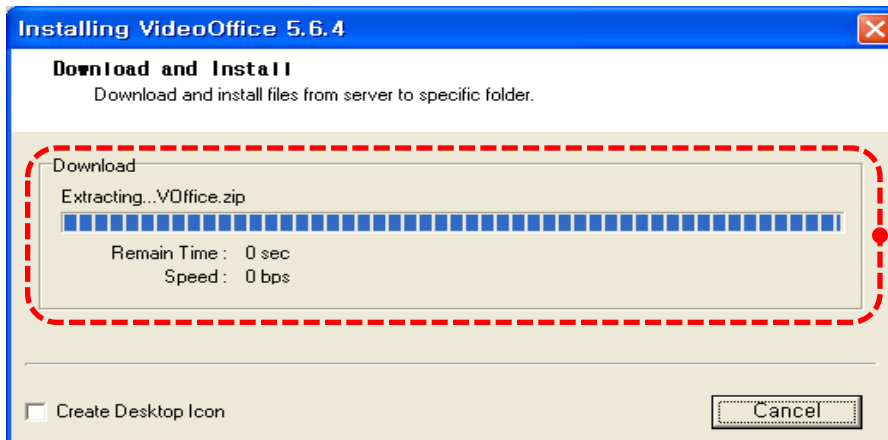 Installing VideoOffice 5.6.4
Download and Install
Download and install files from server to specific folder.
Download
Extracting...VOffice.zip
Remain Time : 0 sec
Speed : 0 bps
Create Desktop Icon
Cancel